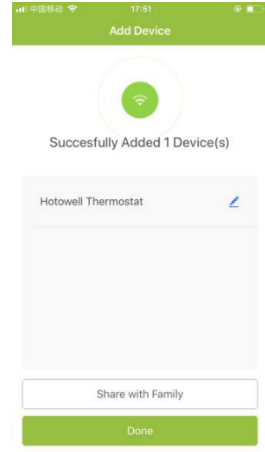 中国移动 17:51
Add Device
Succesfully Added 1 Device(s)
Hotowell Thermostat
Share with Family
Done